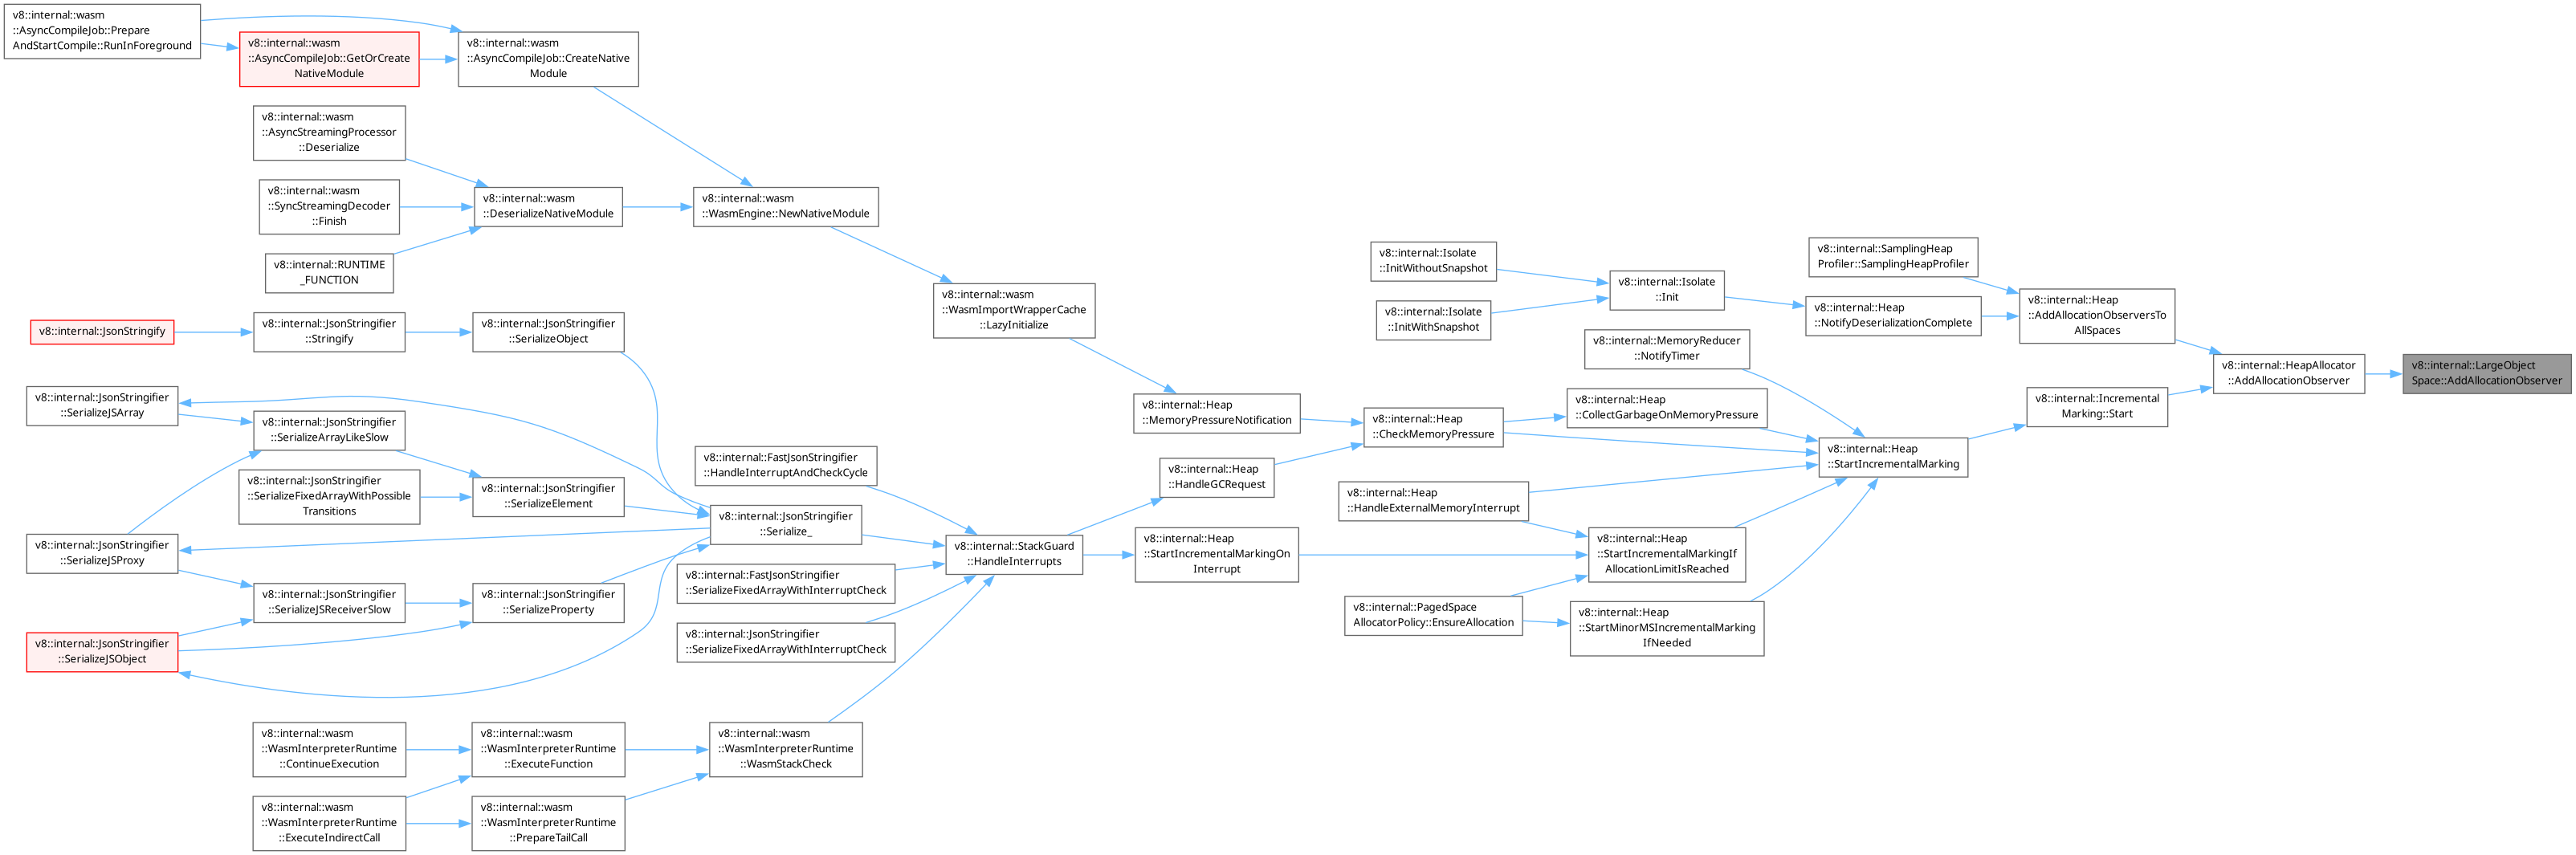 v8::internal::wasm
::AsyncCompileJob::Prepare
AndStartCompile::RunInForeground
v8::internal::wasm
::AsyncCompileJob::GetOrCreate
NativeModule
v8::internal::wasm
::AsyncCompileJob::CreateNative
Module
v8::internal::wasm
::AsyncStreamingProcessor
::Deserialize
v8::internal::wasm
::SyncStreamingDecoder
::Finish
v8::internal::RUNTIME
_FUNCTION
v8::internal::wasm
::DeserializeNativeModule
v8::internal::wasm
::WasmEngine::NewNativeModule
v8::internal::wasm
::WasmImportWrapperCache
::LazyInitialize
v8::internal::JsonStringify
v8::internal::JsonStringifier
::Stringify
v8::internal::JsonStringifier
::SerializeObject
v8::internal::JsonStringifier
::SerializeJSArray
v8::internal::JsonStringifier
::SerializeArrayLikeSlow
v8::internal::JsonStringifier
::SerializeFixedArrayWithPossible
Transitions
v8::internal::JsonStringifier
::SerializeElement
v8::internal::JsonStringifier
::SerializeJSProxy
v8::internal::JsonStringifier
::SerializeJSReceiverSlow
v8::internal::JsonStringifier
::SerializeProperty
v8::internal::JsonStringifier
::SerializeJSObject
v8::internal::FastJsonStringifier
::HandleInterruptAndCheckCycle
v8::internal::JsonStringifier
::Serialize_
v8::internal::FastJsonStringifier
::SerializeFixedArrayWithInterruptCheck
v8::internal::JsonStringifier
::SerializeFixedArrayWithInterruptCheck
v8::internal::wasm
::WasmInterpreterRuntime
::ContinueExecution
v8::internal::wasm
::WasmInterpreterRuntime
::ExecuteFunction
v8::internal::wasm
::WasmInterpreterRuntime
::WasmStackCheck
v8::internal::wasm
::WasmInterpreterRuntime
::ExecuteIndirectCall
v8::internal::wasm
::WasmInterpreterRuntime
::PrepareTailCall
v8::internal::StackGuard
::HandleInterrupts
v8::internal::Heap
::MemoryPressureNotification
v8::internal::Heap
::HandleGCRequest
v8::internal::Heap
::StartIncrementalMarkingOn
Interrupt
v8::internal::Isolate
::InitWithoutSnapshot
v8::internal::Isolate
::InitWithSnapshot
v8::internal::Heap
::CheckMemoryPressure
v8::internal::Heap
::HandleExternalMemoryInterrupt
v8::internal::PagedSpace
AllocatorPolicy::EnsureAllocation
v8::internal::Isolate
::Init
v8::internal::MemoryReducer
::NotifyTimer
v8::internal::Heap
::CollectGarbageOnMemoryPressure
v8::internal::Heap
::StartIncrementalMarkingIf
AllocationLimitIsReached
v8::internal::Heap
::StartMinorMSIncrementalMarking
IfNeeded
v8::internal::SamplingHeap
Profiler::SamplingHeapProfiler
v8::internal::Heap
::NotifyDeserializationComplete
v8::internal::Heap
::StartIncrementalMarking
v8::internal::Heap
::AddAllocationObserversTo
AllSpaces
v8::internal::Incremental
Marking::Start
v8::internal::HeapAllocator
::AddAllocationObserver
v8::internal::LargeObject
Space::AddAllocationObserver